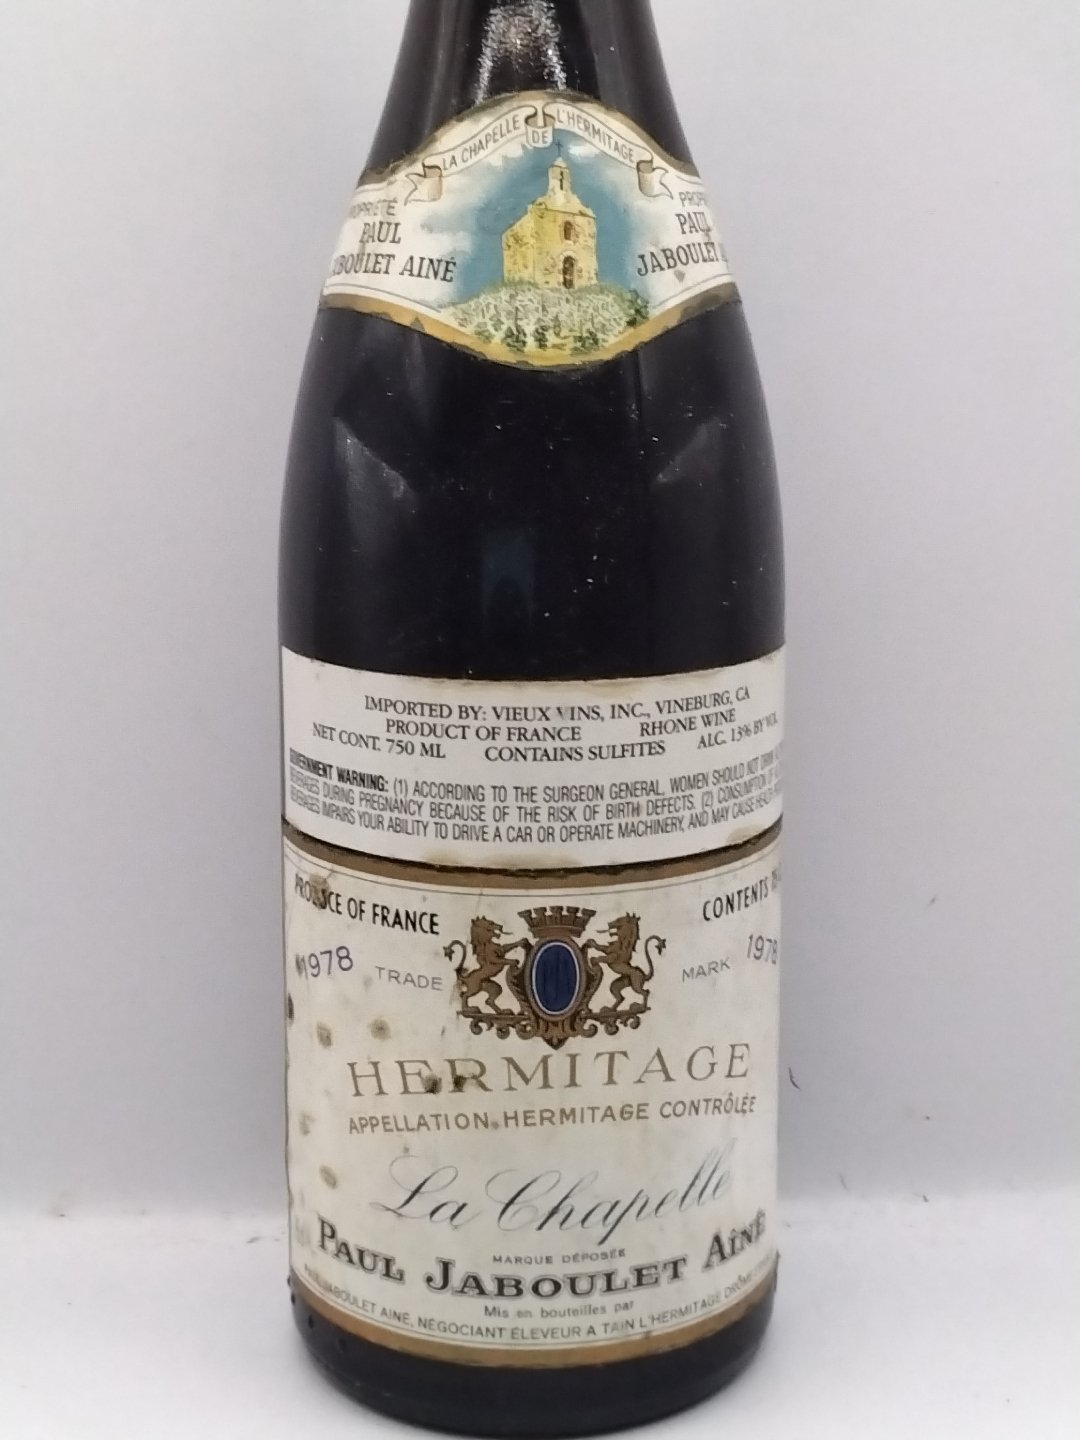 LA CHAPELLE DE L'HERMITAGE
PAUL
AINÉ
PAUL
JABOULET
IMPORTED BY: VIEUX VINS, INC., VINEBURG, CA
PRODUCT OF FRANCE RHONE WINE
NET CONT. 750 ML CONTAINS SULFITES ALC. 13% BY VOL.
GOVERNMENT WARNING: (1) ACCORDING TO THE SURGEON GENERAL, WOMEN SHOULD NOT DRINK
BEVERAGES DURING PREGNANCY BECAUSE OF THE RISK OF BIRTH DEFECTS. (2) CONSUMPTION OF
BEVERAGES IMPAIRS YOUR ABILITY TO DRIVE A CAR OR OPERATE MACHINERY, AND MAY CAUSE HEALTH
PRODUCE OF FRANCE CONTENTS
1978 TRADE MARK 1978
HERMITAGE
APPELLATION HERMITAGE CONTRÔLÉE
La Chapelle
MARQUE DÉPOSÉE
PAUL JABOULET AÎNÉ
Mis en bouteilles par
JABOULET AINÉ, NÉGOCIANT ÉLEVEUR A TAIN L'HERMITAGE DRÔME